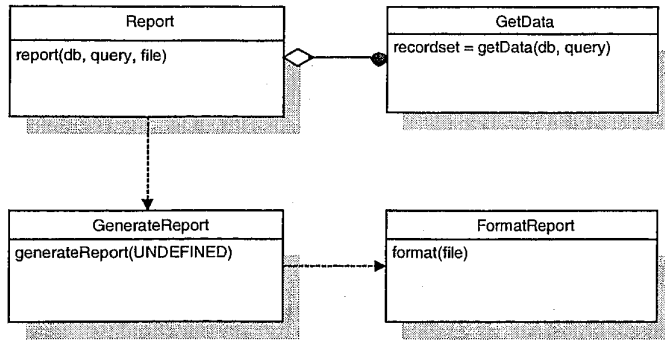 Report
report(db, query, file)
GetData
recordset = getData(db, query)
GenerateReport
generateReport(UNDEFINED)
FormatReport
format(file)